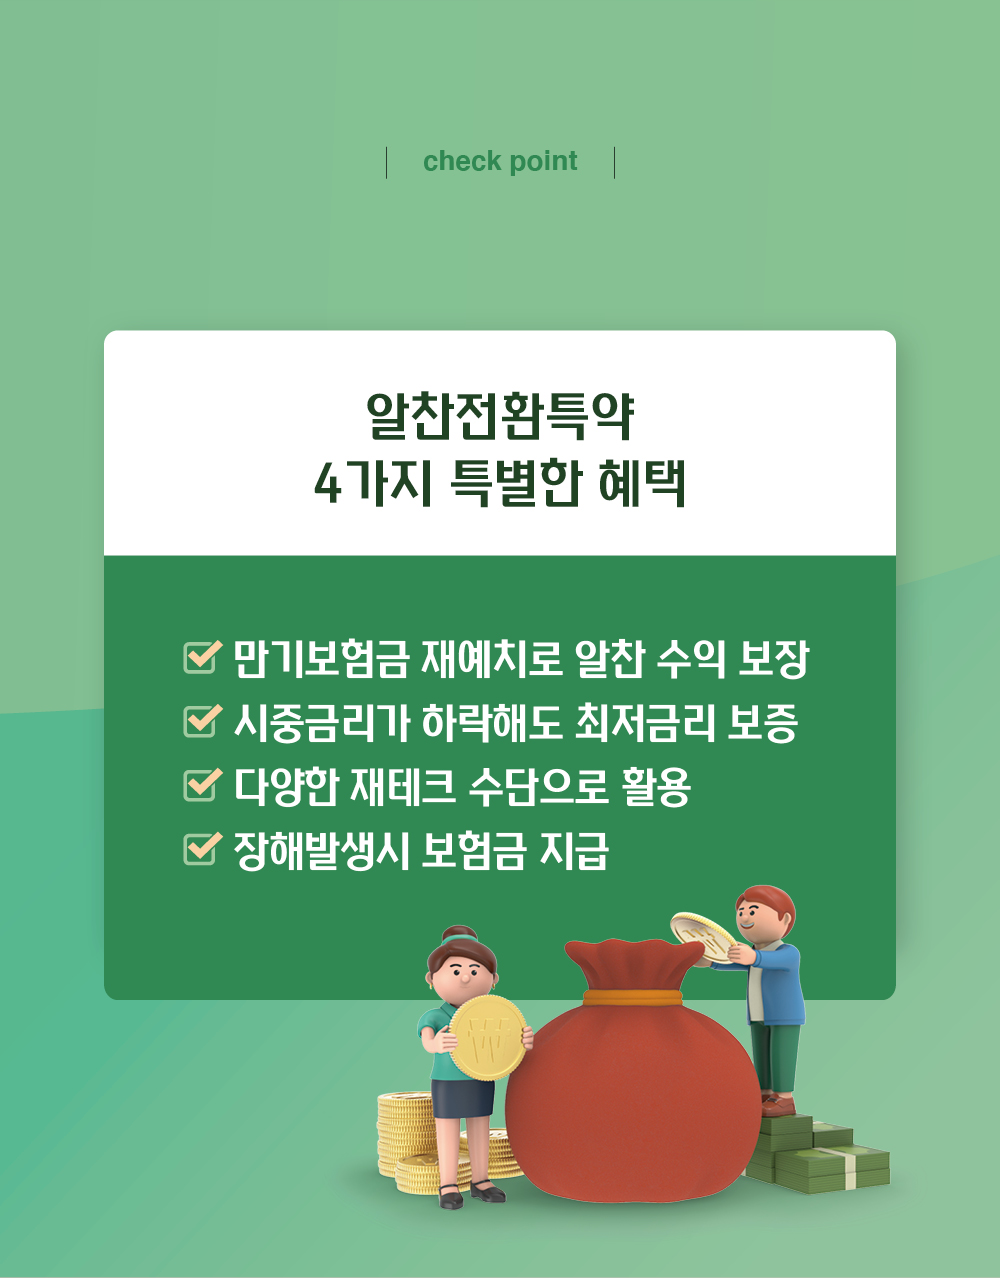 check point
알찬전환특약
4가지 특별한 혜택
만기보험금 재예치로 알찬 수익 보장
시중금리가 하락해도 최저금리 보증
다양한 재테크 수단으로 활용
장해발생시 보험금 지급